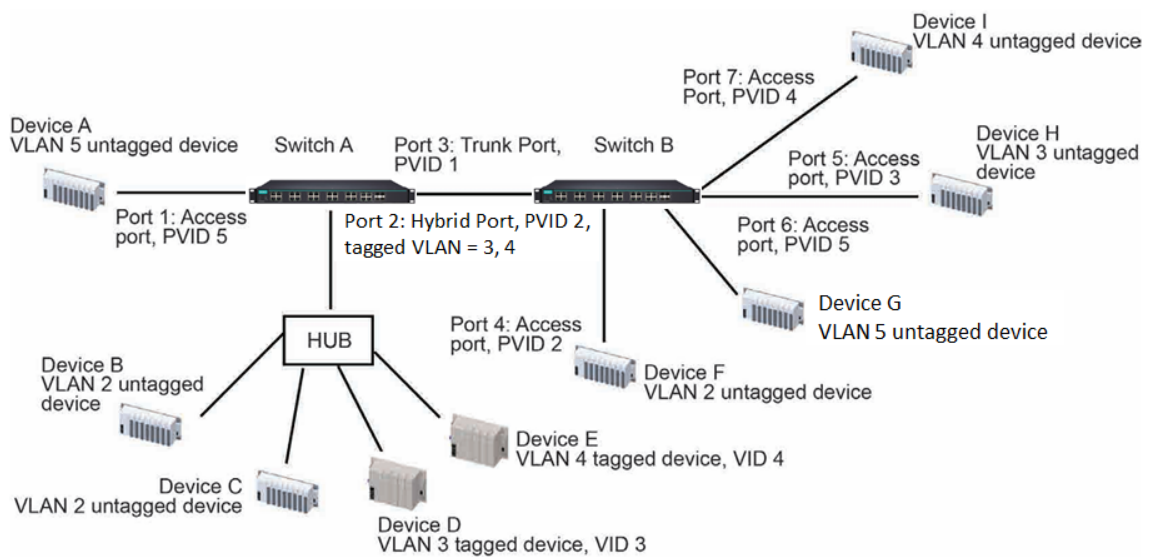 Device I
VLAN 4 untagged device
Port 7: Access
Port, PVID 4
Device A
VLAN 5 untagged device
Switch A
Port 3: Trunk Port,
PVID 1
Switch B
Device H
VLAN 3 untagged
device
Port 5: Access
port, PVID 3
Port 1: Access
port, PVID 5
Port 2: Hybrid Port, PVID 2,
tagged VLAN = 3, 4
Port 6: Access
port, PVID 5
Device G
VLAN 5 untagged device
HUB
Port 4: Access
port, PVID 2
Device B
VLAN 2 untagged
device
Device F
VLAN 2 untagged device
Device E
VLAN 4 tagged device, VID 4
Device C
VLAN 2 untagged device
Device D
VLAN 3 tagged device, VID 3